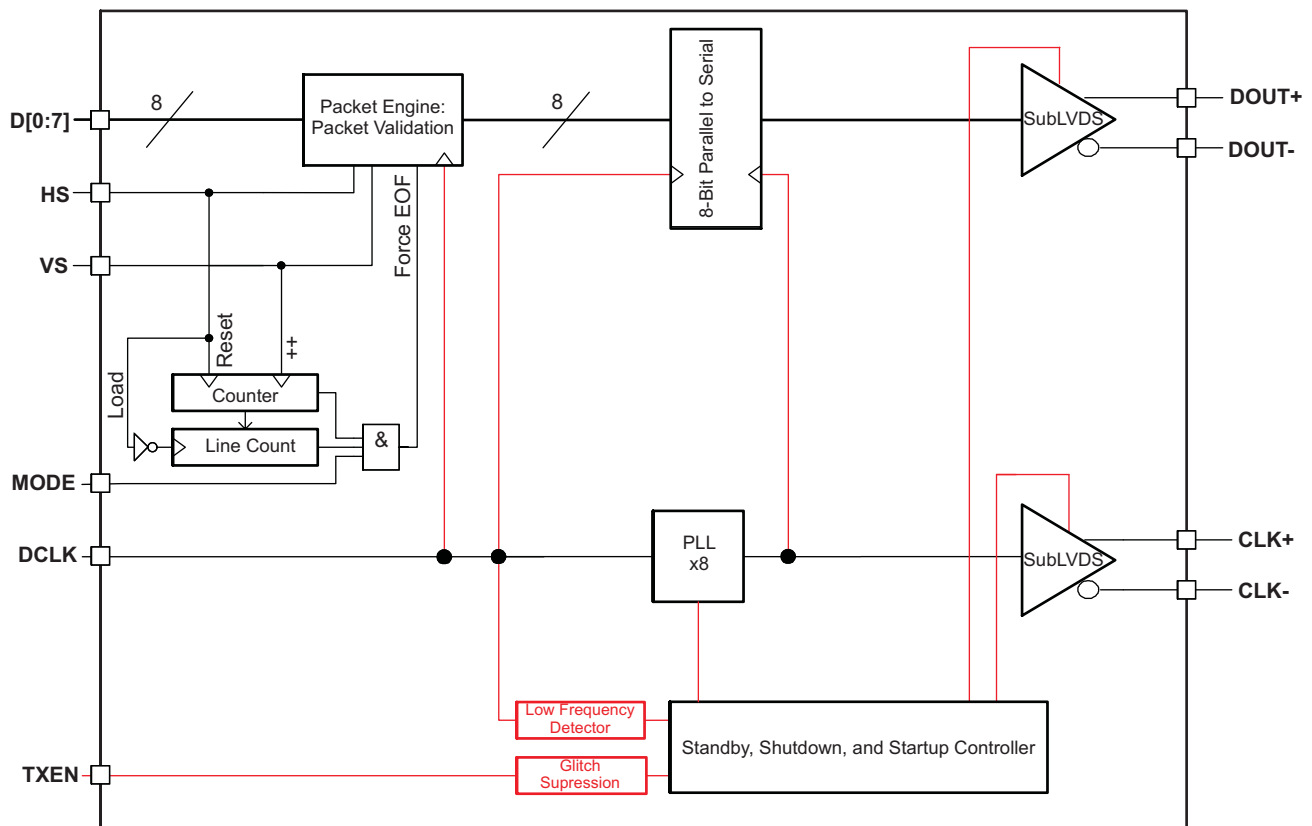 D[0:7]
8
Packet Engine:
Packet Validation
8
8-Bit Parallel to Serial
SubLVDS
DOUT+
DOUT-
HS
VS
Force EOF
Load
Reset
++
Counter
Line Count
&
MODE
DCLK
PLL
x8
SubLVDS
CLK+
CLK-
Low Frequency
Detector
Standby, Shutdown, and Startup Controller
TXEN
Glitch
Supression